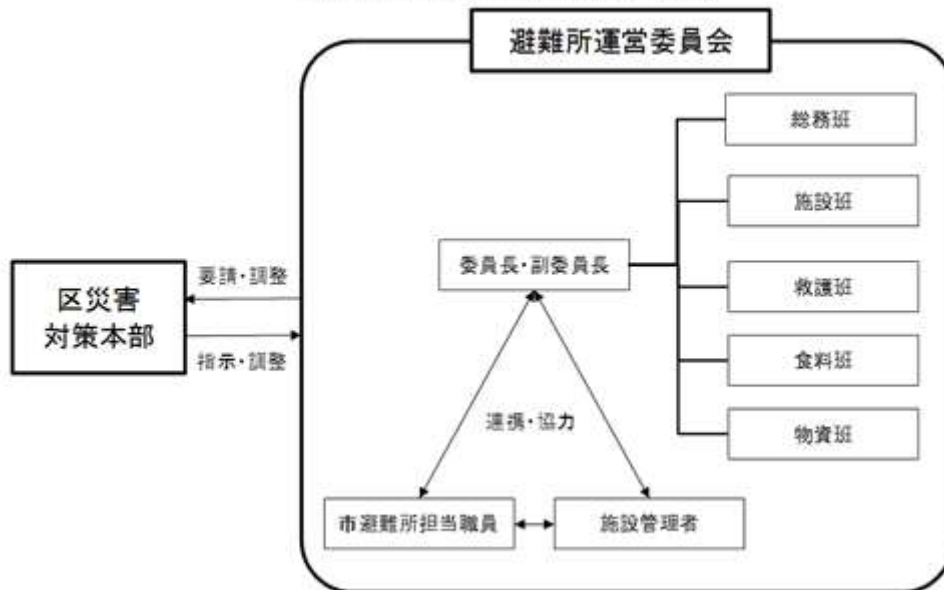 避難所運営委員会
総務班
施設班
委員長・副委員長
救護班
食料班
物資班
区災害
対策本部
要請・調整
指示・調整
連携・協力
市避難所担当職員
施設管理者